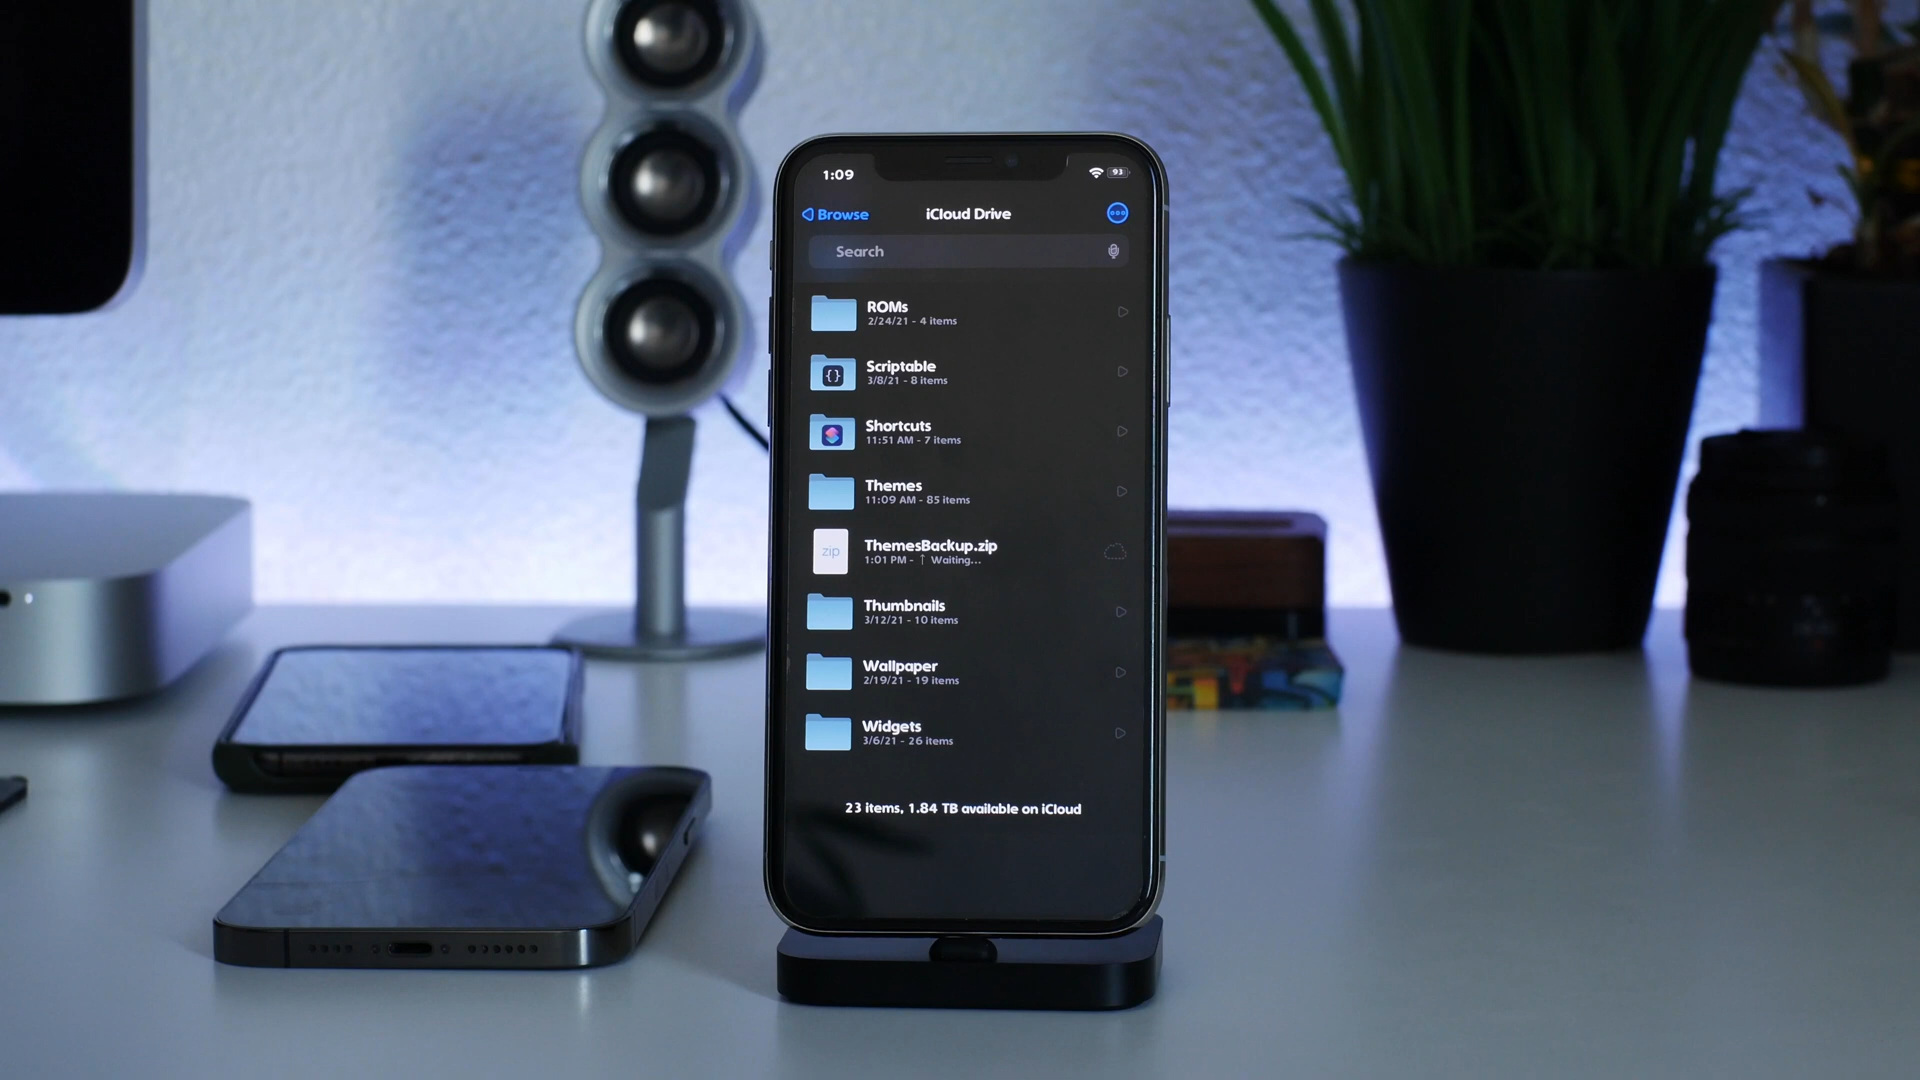 1:09
93
Browse
iCloud Drive
Search
ROMs
2/24/21 - 4 items
{}
Scriptable
3/8/21 - 8 items
Shortcuts
11:51 AM - 7 items
Themes
11:09 AM - 85 items
zip
ThemesBackup.zip
1:01 PM - ↑ Waiting...
Thumbnails
3/12/21 - 10 items
Wallpaper
2/19/21 - 19 items
Widgets
3/6/21 - 26 items
23 items, 1.84 TB available on iCloud